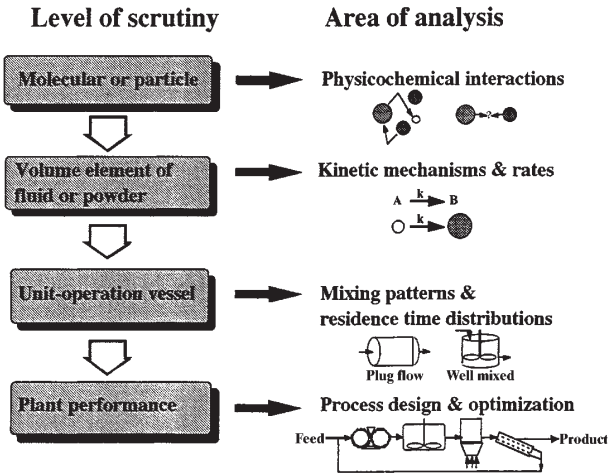 Level of scrutiny
Area of analysis
Molecular or particle
Physicochemical interactions
?
Volume element of
fluid or powder
Kinetic mechanisms & rates
A k B
k
Unit-operation vessel
Mixing patterns &
residence time distributions
Plug flow
Well mixed
Plant performance
Process design & optimization
Feed
Product